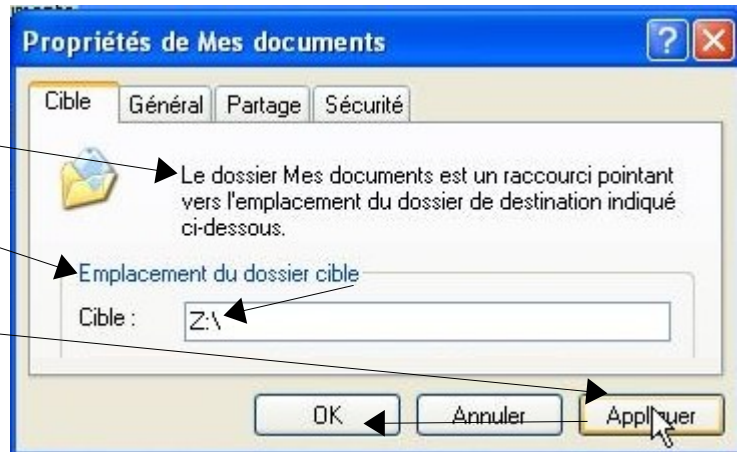 Propriétés de Mes documents
Cible Général Partage Sécurité
Le dossier Mes documents est un raccourci pointant
vers l'emplacement du dossier de destination indiqué
ci-dessous.
Emplacement du dossier cible
Cible : Z:\
OK Annuler Appliquer